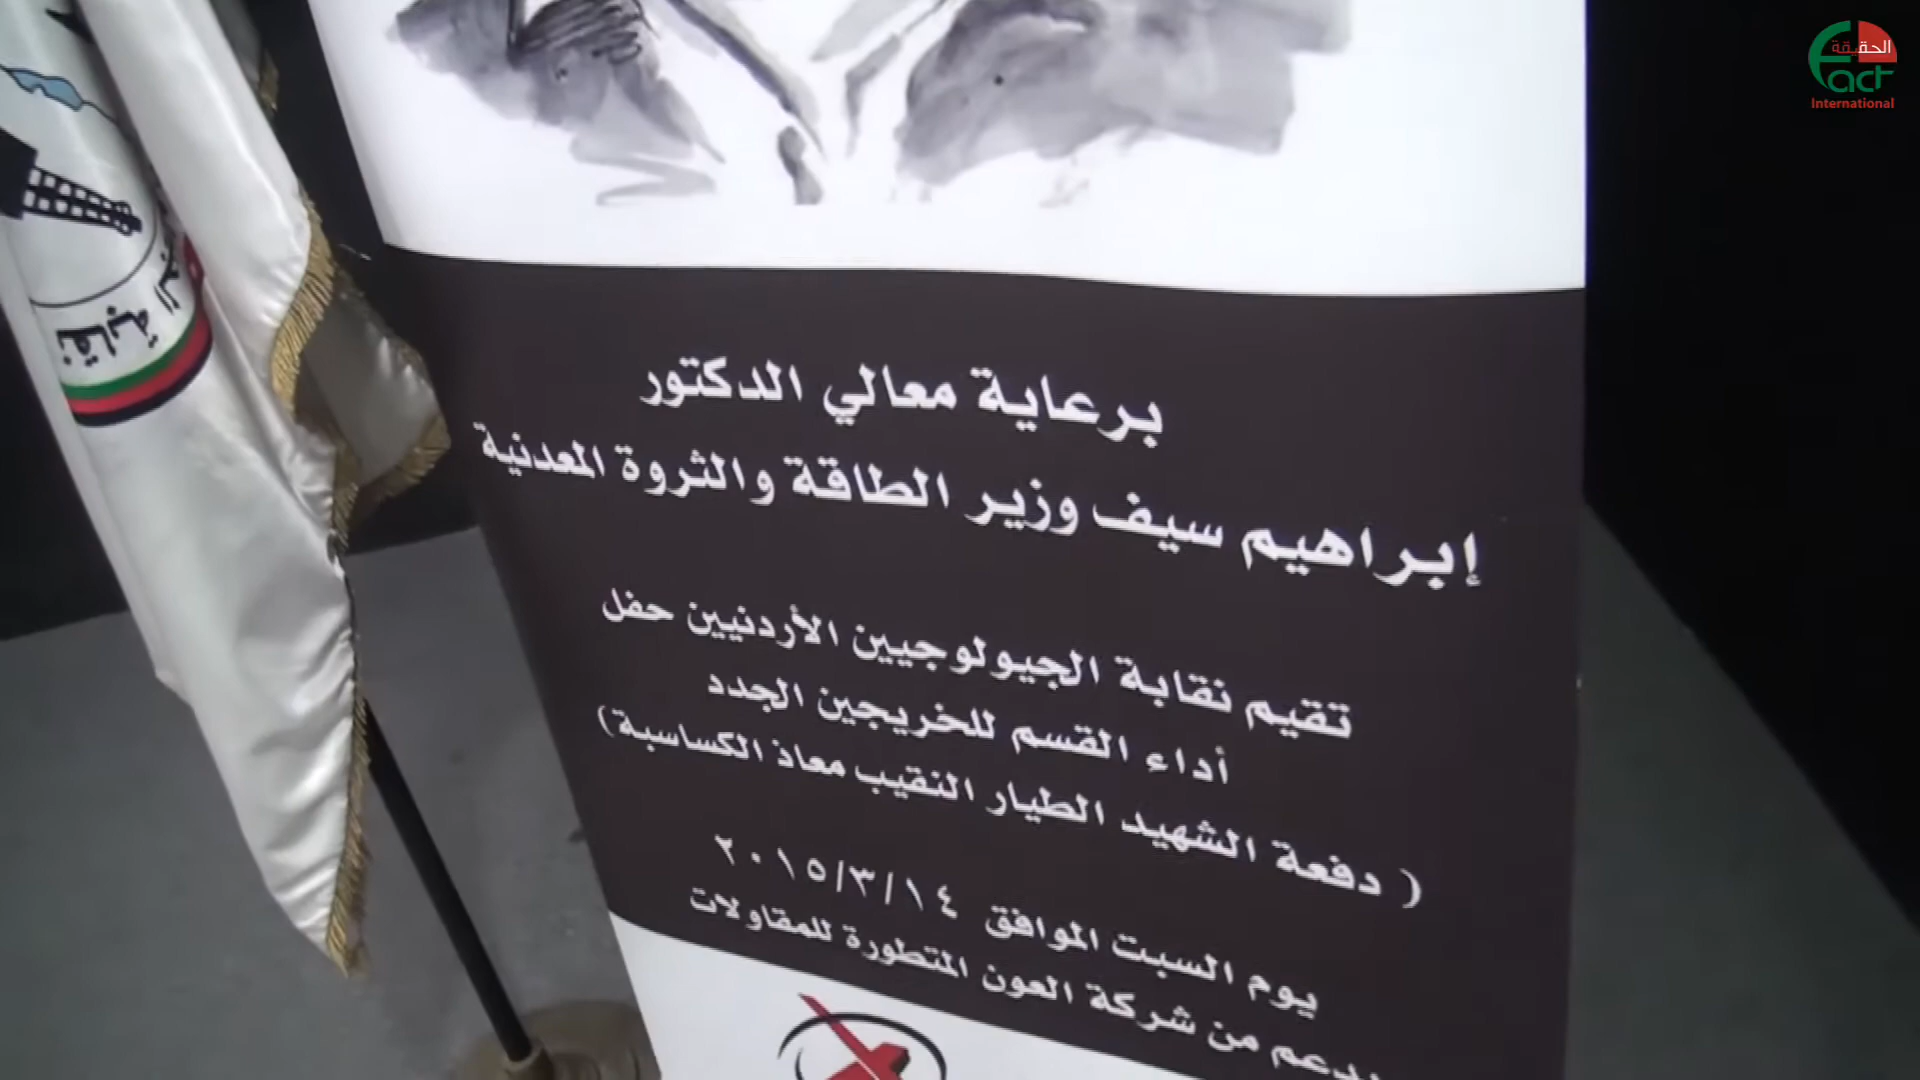 الحقيقة
Fact
International
نقابة
برعاية معالي الدكتور
إبراهيم سيف وزير الطاقة والثروة المعدنية
تقيم نقابة الجيولوجيين الأردنيين حفل
أداء القسم للخريجين الجدد
( دفعة الشهيد الطيار النقيب معاذ الكساسبة)
يوم السبت الموافق ٢٠١٥/٣/١٤
بدعم من شركة العون المتطورة للمقاولات